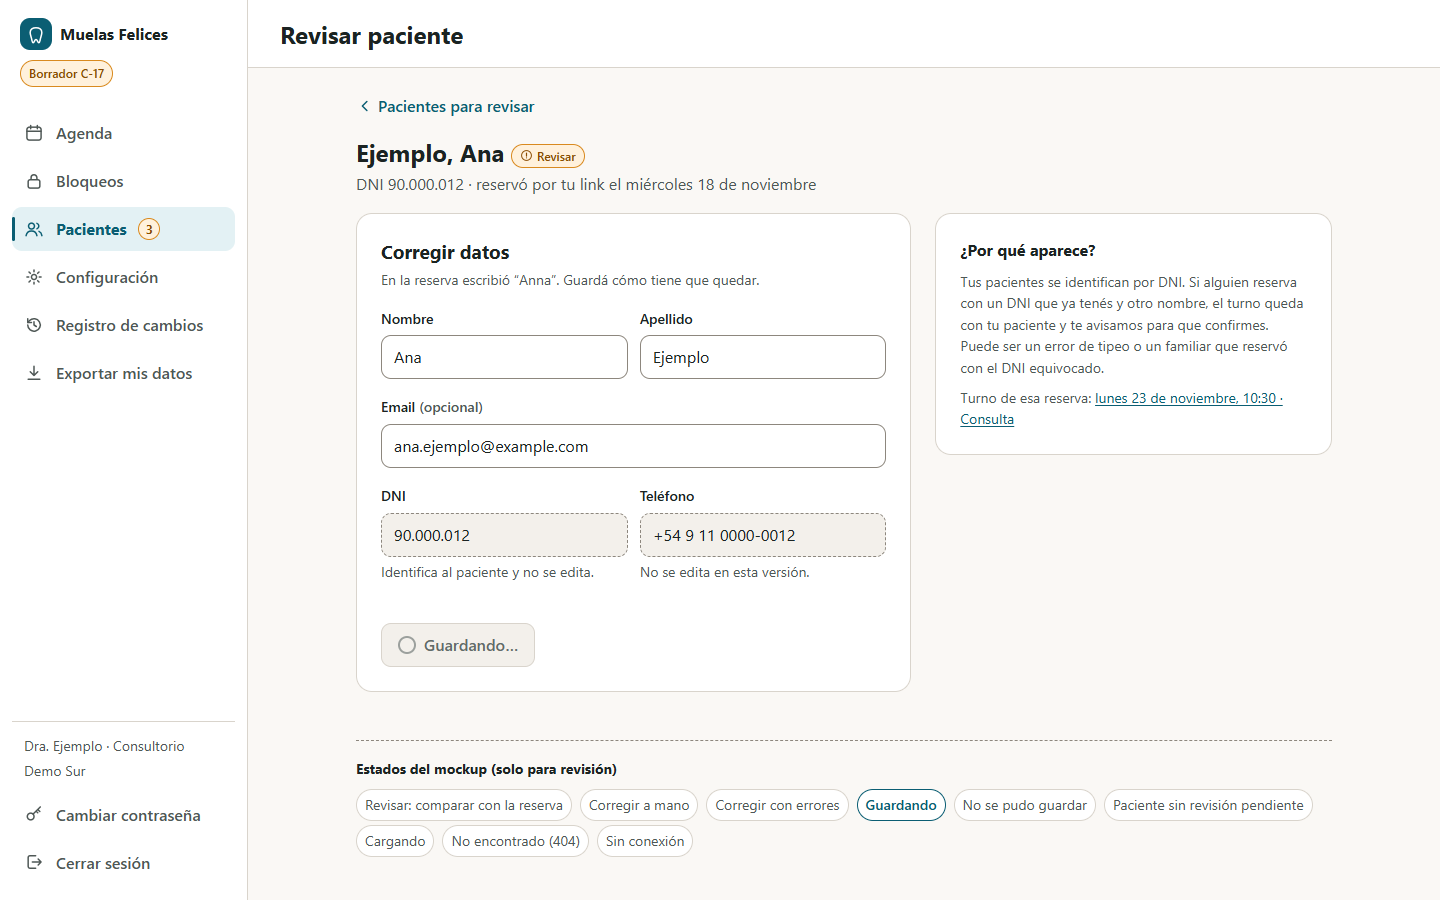 Muelas Felices
Borrador C-17
Agenda
Bloqueos
Pacientes 3
Configuración
Registro de cambios
Exportar mis datos
Dra. Ejemplo · Consultorio
Demo Sur
Cambiar contraseña
Cerrar sesión
Revisar paciente
Pacientes para revisar
Ejemplo, Ana Revisar
DNI 90.000.012 · reservó por tu link el miércoles 18 de noviembre
Corregir datos
En la reserva escribió “Anna”. Guardá cómo tiene que quedar.
Nombre Apellido
Ana Ejemplo
Email (opcional)
ana.ejemplo@example.com
DNI Teléfono
90.000.012 +54 9 11 0000-0012
Identifica al paciente y no se edita. No se edita en esta versión.
Guardando...
¿Por qué aparece?
Tus pacientes se identifican por DNI. Si alguien reserva
con un DNI que ya tenés y otro nombre, el turno queda
con tu paciente y te avisamos para que confirmes.
Puede ser un error de tipeo o un familiar que reservó
con el DNI equivocado.
Turno de esa reserva: lunes 23 de noviembre, 10:30 ·
Consulta
Estados del mockup (solo para revisión)
Revisar: comparar con la reserva Corregir a mano Corregir con errores Guardando No se pudo guardar Paciente sin revisión pendiente
Cargando No encontrado (404) Sin conexión